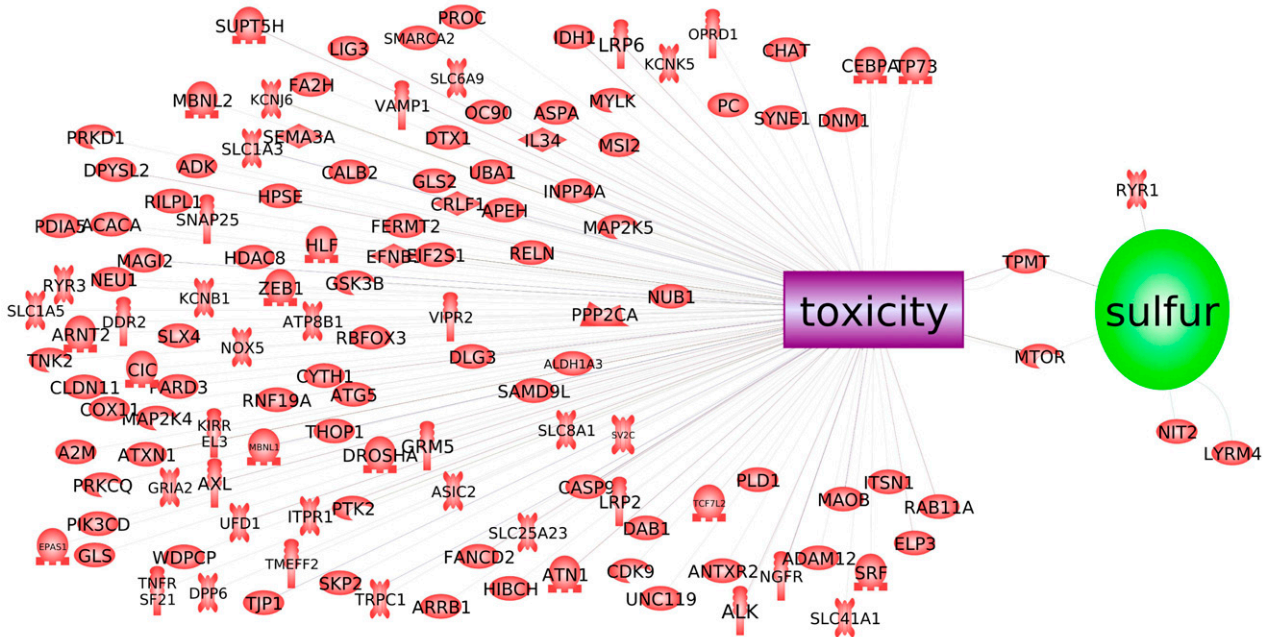 SUPT5H
PROC
LIG3
SMARCA2
IDH1
LRP6
OPRD1
CHAT
KCNK5
CEBPA
TP73
SLC6A9
FA2H
MBNL2
KCNJ6
VAMP1
OC90
ASPA
MYLK
PC
SYNE1
DNM1
PRKD1
SEMA3A
SLC1A3
DTX1
IL34
MSI2
DPYSL2
ADK
CALB2
GLS2
UBA1
INPP4A
RYR1
RILPL1
HPSE
SNAP25
CRLF1
APEH
PDIA5
ACACA
FERMT2
MAP2K5
HLF
EFNB
EIF2S1
RELN
MAGI2
HDAC8
TPMT
RYR3
NEU1
ZEB1
GSK3B
KCNB1
NUB1
SLC1A5
DDR2
ATP8B1
VIPR2
PPP2CA
toxicity
sulfur
ARNT2
SLX4
NOX5
RBFOX3
TNK2
DLG3
ALDH1A3
MTOR
CIC
CLDN11
PARD3
CYTH1
SAMD9L
COX11
RNF19A
ATG5
MAP2K4
KIRR
EL3
THOP1
SLC8A1
SV2C
NIT2
A2M
ATXN1
MBNL1
DROSHA
GRM5
LYRM4
PRKCQ
GRIA2
AXL
ASIC2
CASP9
PLD1
ITSN1
LRP2
TCF7L2
MAOB
RAB11A
PIK3CD
UFD1
ITPR1
PTK2
SLC25A23
DAB1
ELP3
EPAS1
GLS
WDPCP
TMEFF2
FANCD2
ATN1
CDK9
ANTXR2
ADAM12
SRF
TNFR
SF21
DPP6
SKP2
HIBCH
NGFR
TJP1
TRPC1
ARRB1
UNC119
ALK
SLC41A1